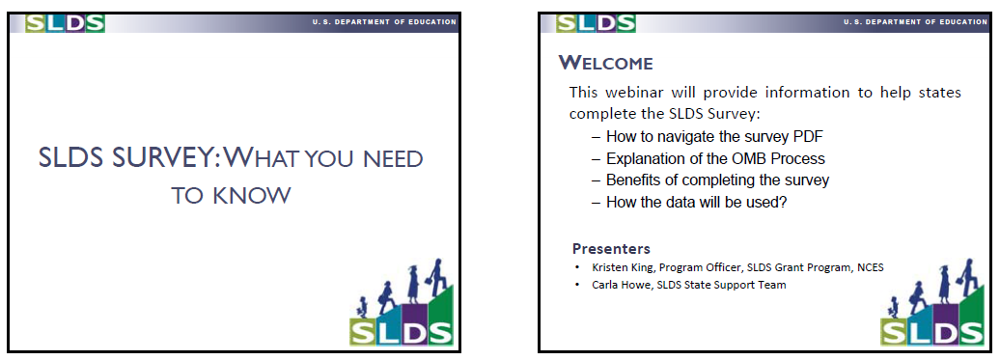 SLDS
U.S. DEPARTMENT OF EDUCATION
SLDS SURVEY: WHAT YOU NEED
TO KNOW
SLDS
SLDS
U.S. DEPARTMENT OF EDUCATION
WELCOME
This webinar will provide information to help states
complete the SLDS Survey:
– How to navigate the survey PDF
– Explanation of the OMB Process
– Benefits of completing the survey
– How the data will be used?
Presenters
• Kristen King, Program Officer, SLDS Grant Program, NCES
• Carla Howe, SLDS State Support Team
SLDS